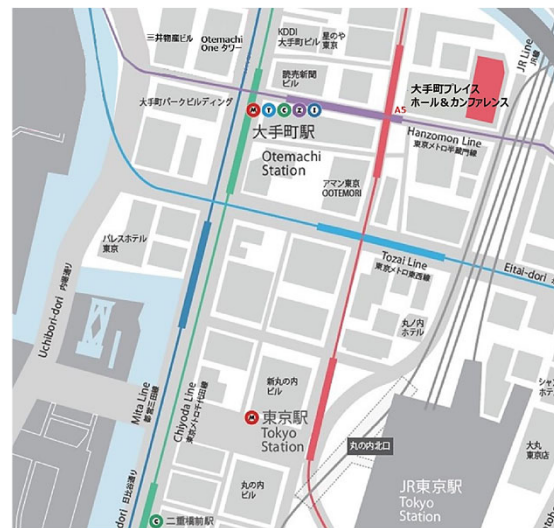 三井物産ビル
Otemachi
One タワー
KDDI
大手町ビル
星のや
東京
読売新聞
ビル
大手町パークビルディング
大手町プレイス
ホール&カンファレンス
JR Line
JR線
A5
M
T
C
Z
I
大手町駅
Otemachi
Station
Hanzomon Line
東京メトロ半蔵門線
アマン東京
OOTEMORI
パレスホテル
東京
Tozai Line
東京メトロ東西線
Eitai-dori
Uchibori-dori 内堀通り
丸ノ内
ホテル
Mita Line
都営三田線
Chiyoda Line
東京メトロ千代田線
新丸の内
ビル
M 東京駅
Tokyo
Station
丸の内北口
シャン
ホテ
大丸
東京店
丸の内
ビル
JR東京駅
Tokyo
Station
日比谷通り
C 二重橋前駅